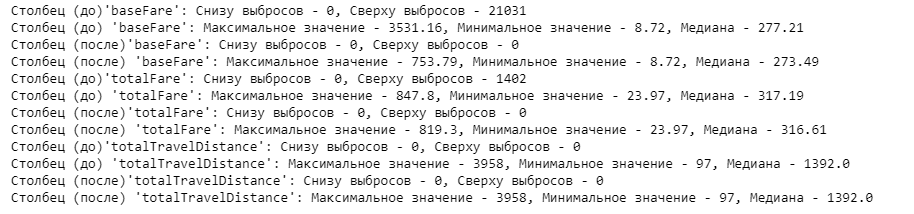 Столбец (до)'baseFare': Снизу выбросов - 0, Сверху выбросов - 21031
Столбец (до) 'baseFare': Максимальное значение - 3531.16, Минимальное значение - 8.72, Медиана - 277.21
Столбец (после)'baseFare': Снизу выбросов - 0, Сверху выбросов - 0
Столбец (после) 'baseFare': Максимальное значение - 753.79, Минимальное значение - 8.72, Медиана - 273.49
Столбец (до)'totalFare': Снизу выбросов - 0, Сверху выбросов - 1402
Столбец (до) 'totalFare': Максимальное значение - 847.8, Минимальное значение - 23.97, Медиана - 317.19
Столбец (после)'totalFare': Снизу выбросов - 0, Сверху выбросов - 0
Столбец (после) 'totalFare': Максимальное значение - 819.3, Минимальное значение - 23.97, Медиана - 316.61
Столбец (до)'totalTravelDistance': Снизу выбросов - 0, Сверху выбросов - 0
Столбец (до) 'totalTravelDistance': Максимальное значение - 3958, Минимальное значение - 97, Медиана - 1392.0
Столбец (после)'totalTravelDistance': Снизу выбросов - 0, Сверху выбросов - 0
Столбец (после) 'totalTravelDistance': Максимальное значение - 3958, Минимальное значение - 97, Медиана - 1392.0